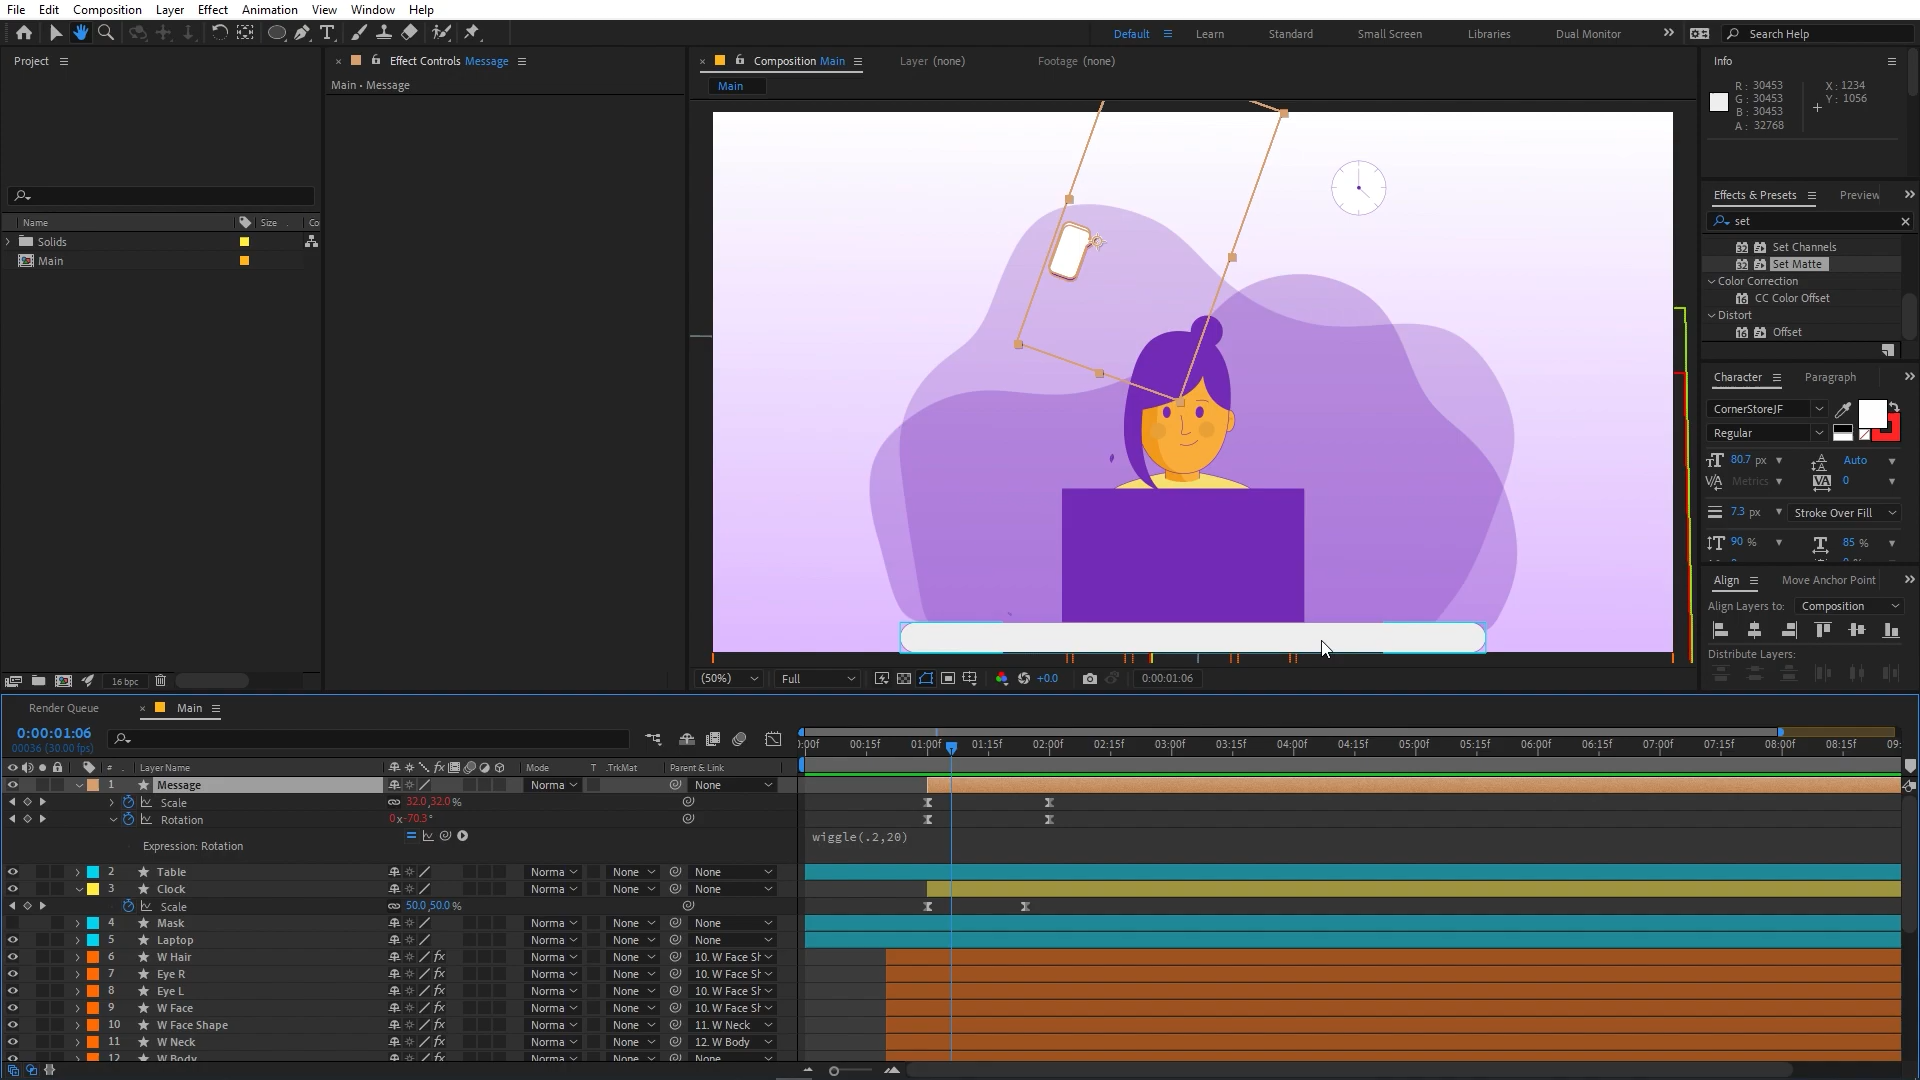 File Edit Composition Layer Effect Animation View Window Help
Default Learn Standard Small Screen Libraries Dual Monitor Search Help
Project
Name Size Co
Solids
Main
16 bpc
Effect Controls Message
Main • Message
Composition Main Layer (none) Footage (none)
Main
(50%) Full +0.0 0:00:01:06
Info
R: 30453 X: 1234
G: 30453 Y: 1056
B: 30453
A: 32768
Effects & Presets Preview
set
Set Channels
Set Matte
Color Correction
CC Color Offset
Distort
Offset
Character Paragraph
CornerStoreJF
Regular
80.7 px Auto
Metrics 0
7.3 px Stroke Over Fill
90 % 85 %
Align Move Anchor Point
Align Layers to: Composition
Distribute Layers:
Render Queue Main
0:00:01:06
00036 (30.00 fps)
0:00f 00:15f 01:00f 01:15f 02:00f 02:15f 03:00f 03:15f 04:00f 04:15f 05:00f 05:15f 06:00f 06:15f 07:00f 07:15f 08:00f 08:15f 09:
# Layer Name Mode T .TrkMat Parent & Link
1 Message Norma None
Scale 32.0,32.0 %
Rotation 0x-70.3°
wiggle(.2,20)
Expression: Rotation
2 Table Norma None None
3 Clock Norma None None
Scale 50.0,50.0 %
4 Mask Norma None None
5 Laptop Norma None None
6 W Hair Norma None 10. W Face Sh
7 Eye R Norma None 10. W Face Sh
8 Eye L Norma None 10. W Face Sh
9 W Face Norma None 10. W Face Sh
10 W Face Shape Norma None 11. W Neck
11 W Neck Norma None 12. W Body
12 W Body Norma None None